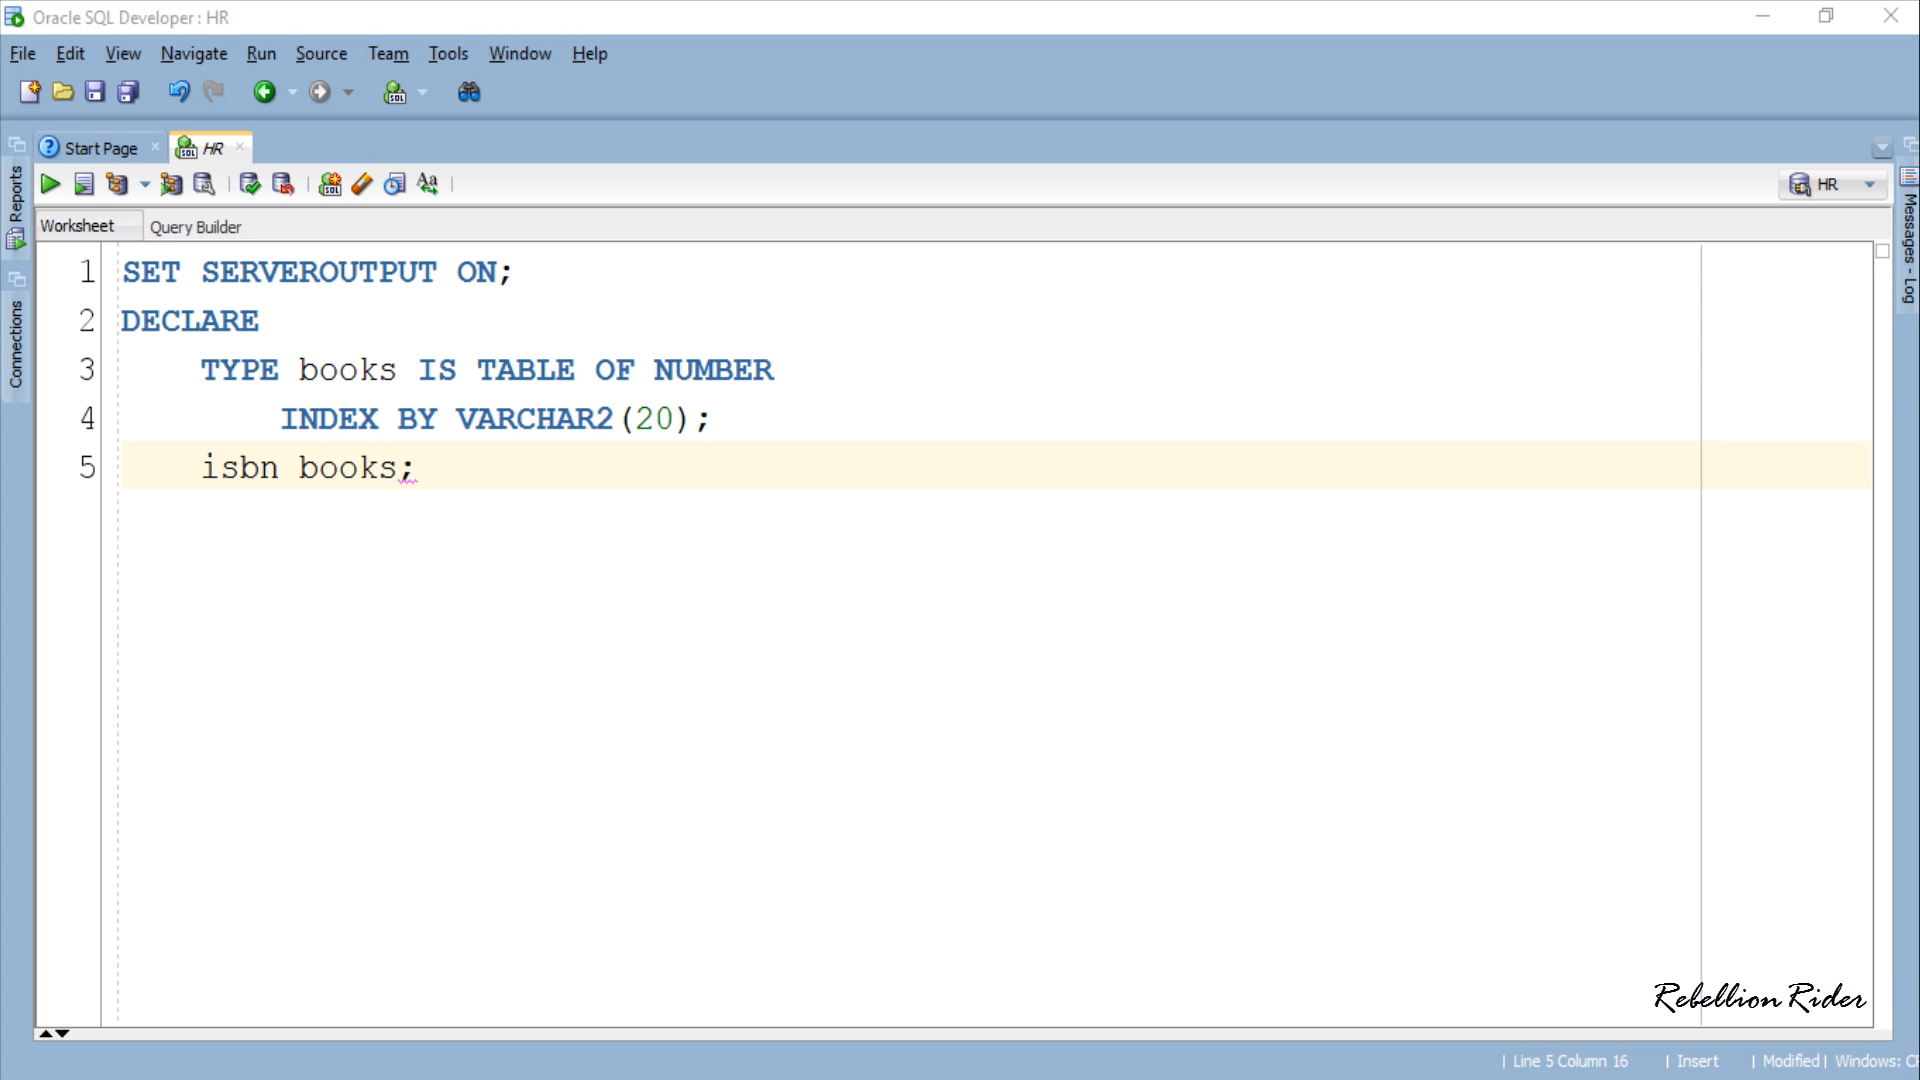 Oracle SQL Developer : HR
File Edit View Navigate Run Source Team Tools Window Help
Start Page HR
HR
Worksheet Query Builder
Reports
Connections
Messages - Log
1 SET SERVEROUTPUT ON;
2 DECLARE
3 TYPE books IS TABLE OF NUMBER
4 INDEX BY VARCHAR2(20);
5 isbn books;
Rebellion Rider
| Line 5 Column 16 | Insert | Modified | Windows: CR